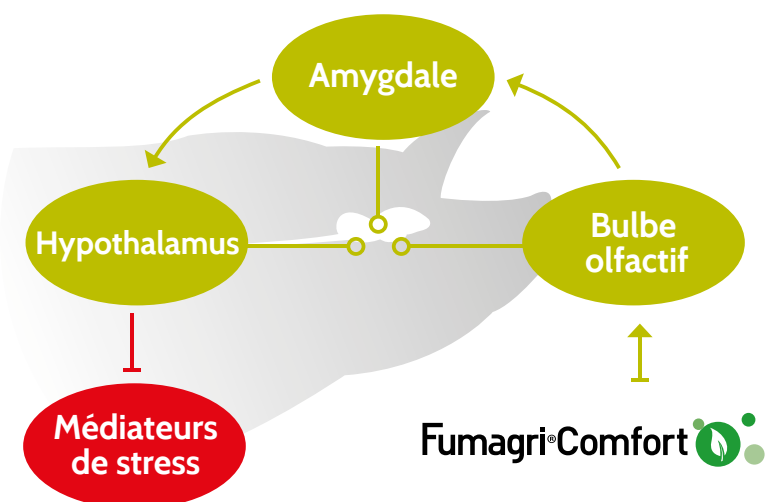 Amygdale
Hypothalamus
Bulbe
olfactif
Médiateurs
de stress
Fumagri®Comfort